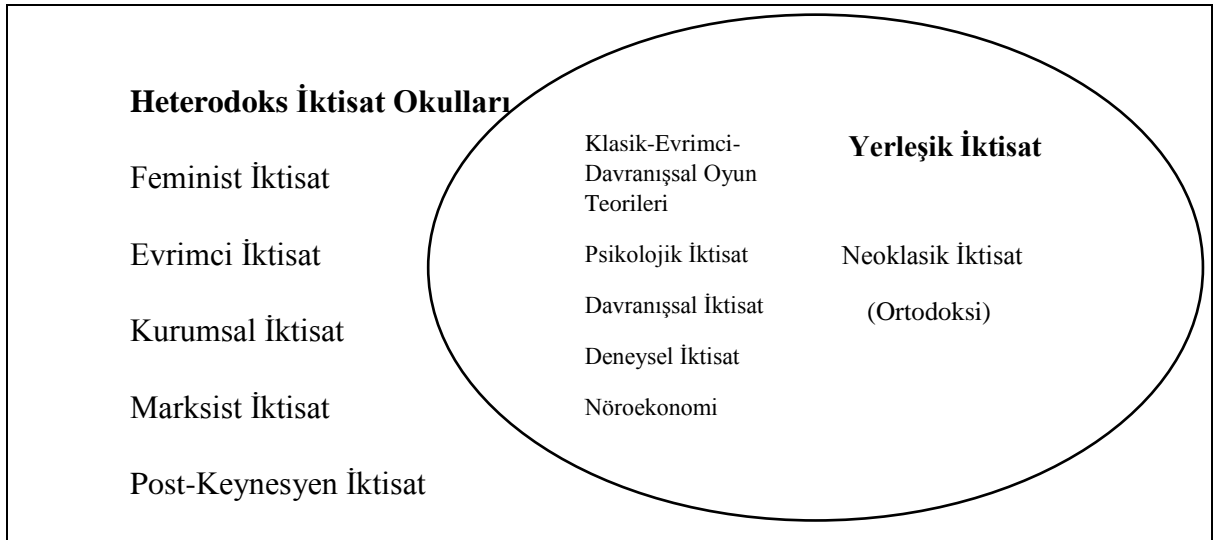 Heterodoks İktisat Okulları
Feminist İktisat
Evrimci İktisat
Kurumsal İktisat
Marksist İktisat
Post-Keynesyen İktisat
Klasik-Evrimci-
Davranışsal Oyun
Teorileri
Psikolojik İktisat
Davranışsal İktisat
Deneysel İktisat
Nöroekonomi
Yerleşik İktisat
Neoklasik İktisat
(Ortodoksi)